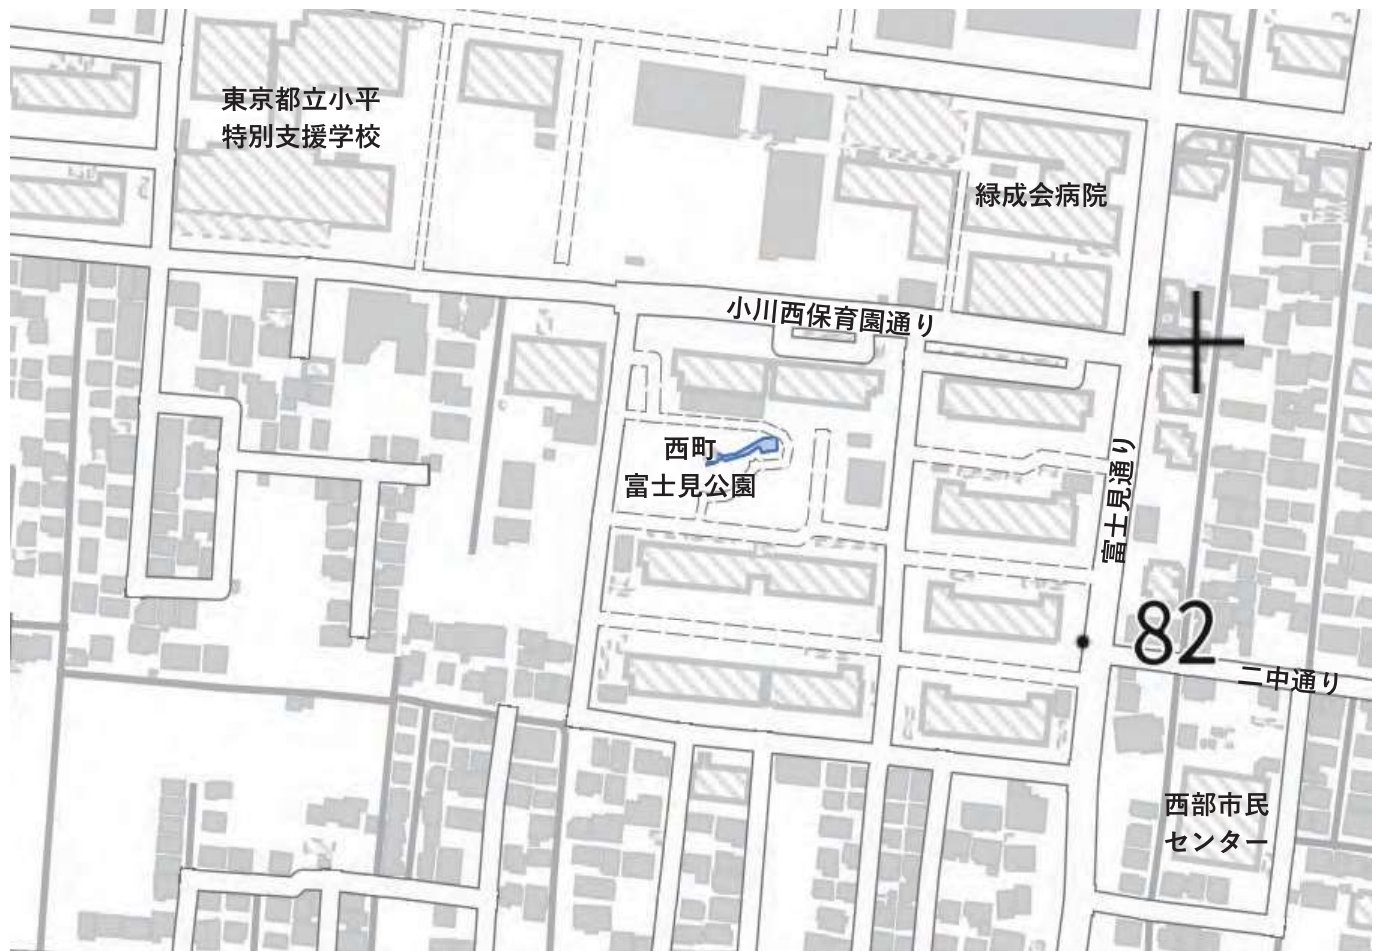 東京都立小平
特別支援学校
緑成会病院
小川西保育園通り
西町
富士見公園
富士見通り
82
二中通り
西部市民
センター